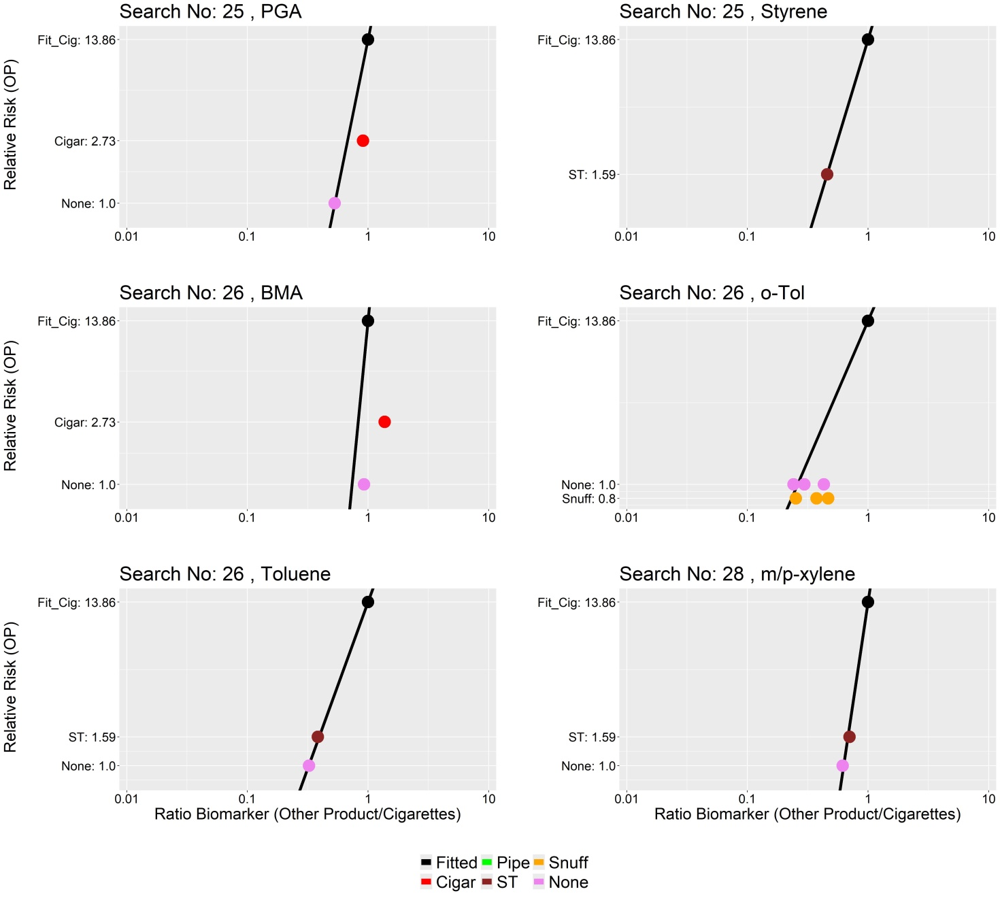 Search No: 25 , PGA
Relative Risk (OP)
Fit_Cig: 13.86
Cigar: 2.73
None: 1.0
0.01 0.1 1 10
Search No: 25 , Styrene
Fit_Cig: 13.86
ST: 1.59
0.01 0.1 1 10
Search No: 26 , BMA
Relative Risk (OP)
Fit_Cig: 13.86
Cigar: 2.73
None: 1.0
0.01 0.1 1 10
Search No: 26 , o-Tol
Fit_Cig: 13.86
None: 1.0
Snuff: 0.8
0.01 0.1 1 10
Search No: 26 , Toluene
Relative Risk (OP)
Fit_Cig: 13.86
ST: 1.59
None: 1.0
0.01 0.1 1 10
Ratio Biomarker (Other Product/Cigarettes)
Search No: 28 , m/p-xylene
Fit_Cig: 13.86
ST: 1.59
None: 1.0
0.01 0.1 1 10
Ratio Biomarker (Other Product/Cigarettes)
Fitted Pipe Snuff
Cigar ST None